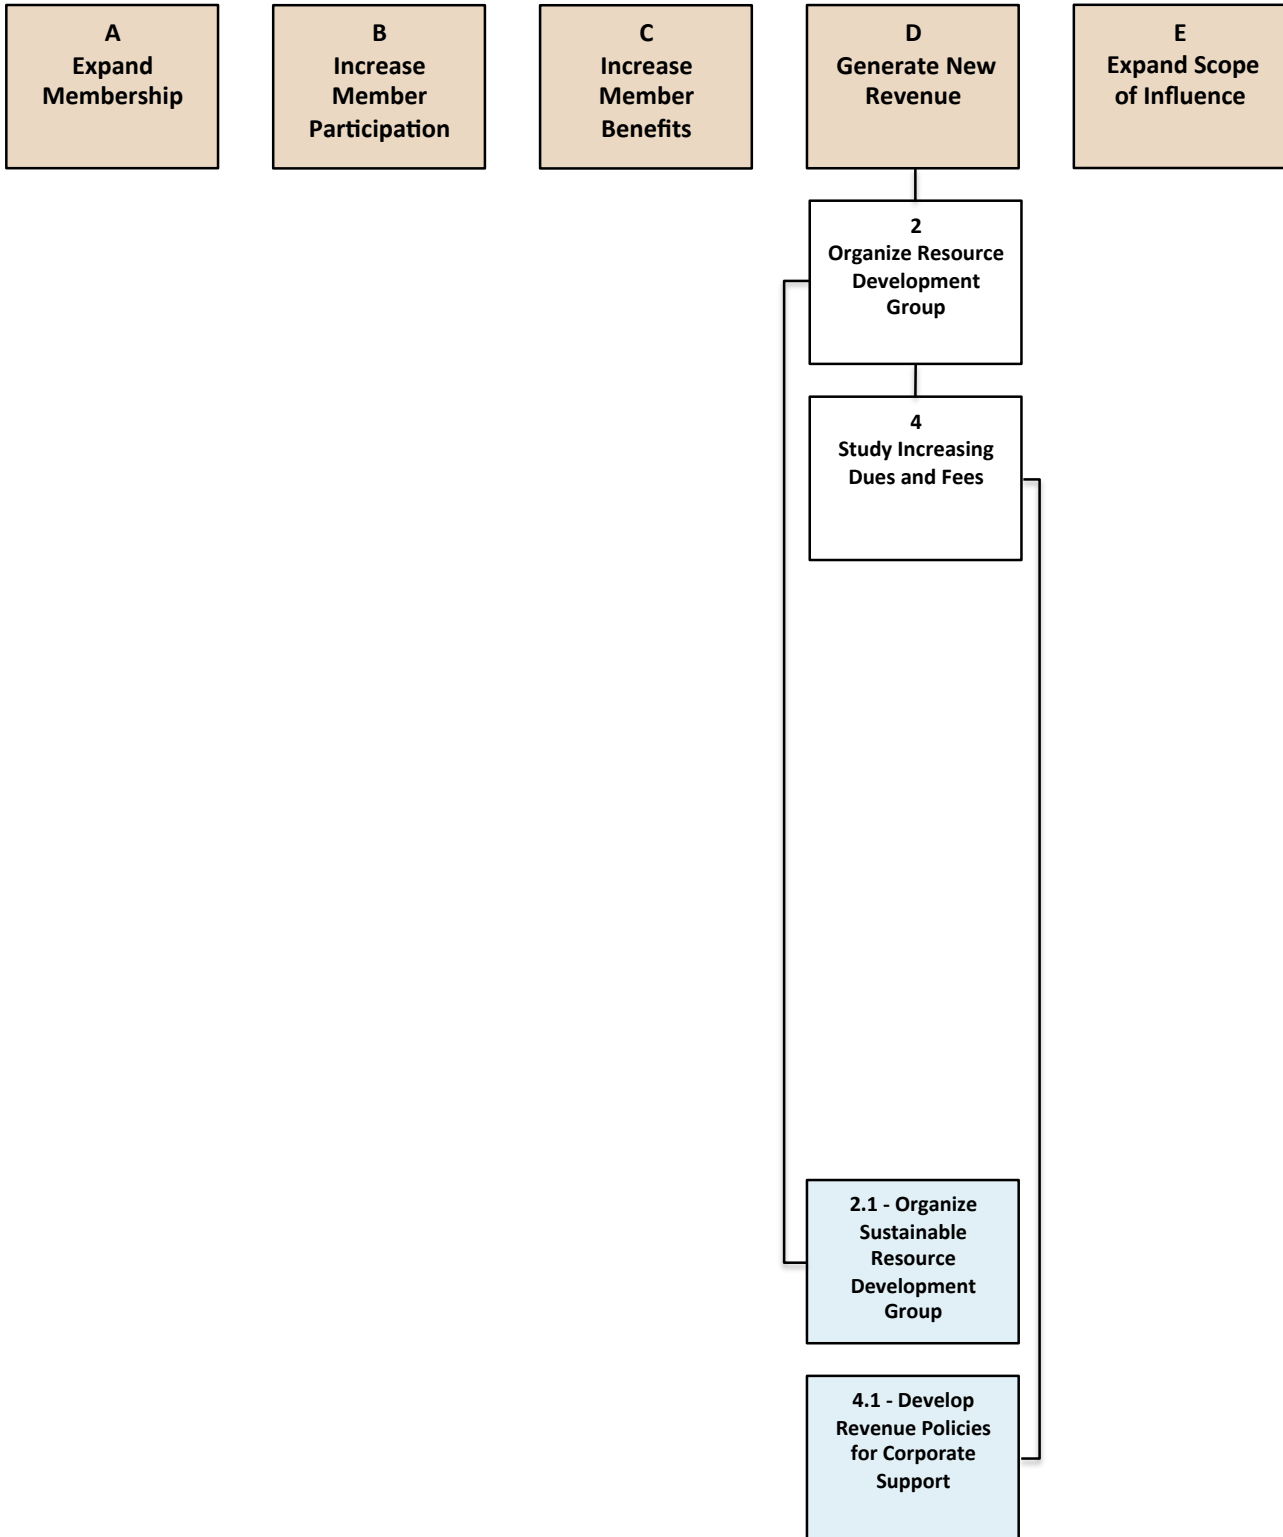 A
Expand
Membership
B
Increase
Member
Participation
C
Increase
Member
Benefits
D
Generate New
Revenue
E
Expand Scope
of Influence
2
Organize Resource
Development
Group
4
Study Increasing
Dues and Fees
2.1 - Organize
Sustainable
Resource
Development
Group
4.1 - Develop
Revenue Policies
for Corporate
Support